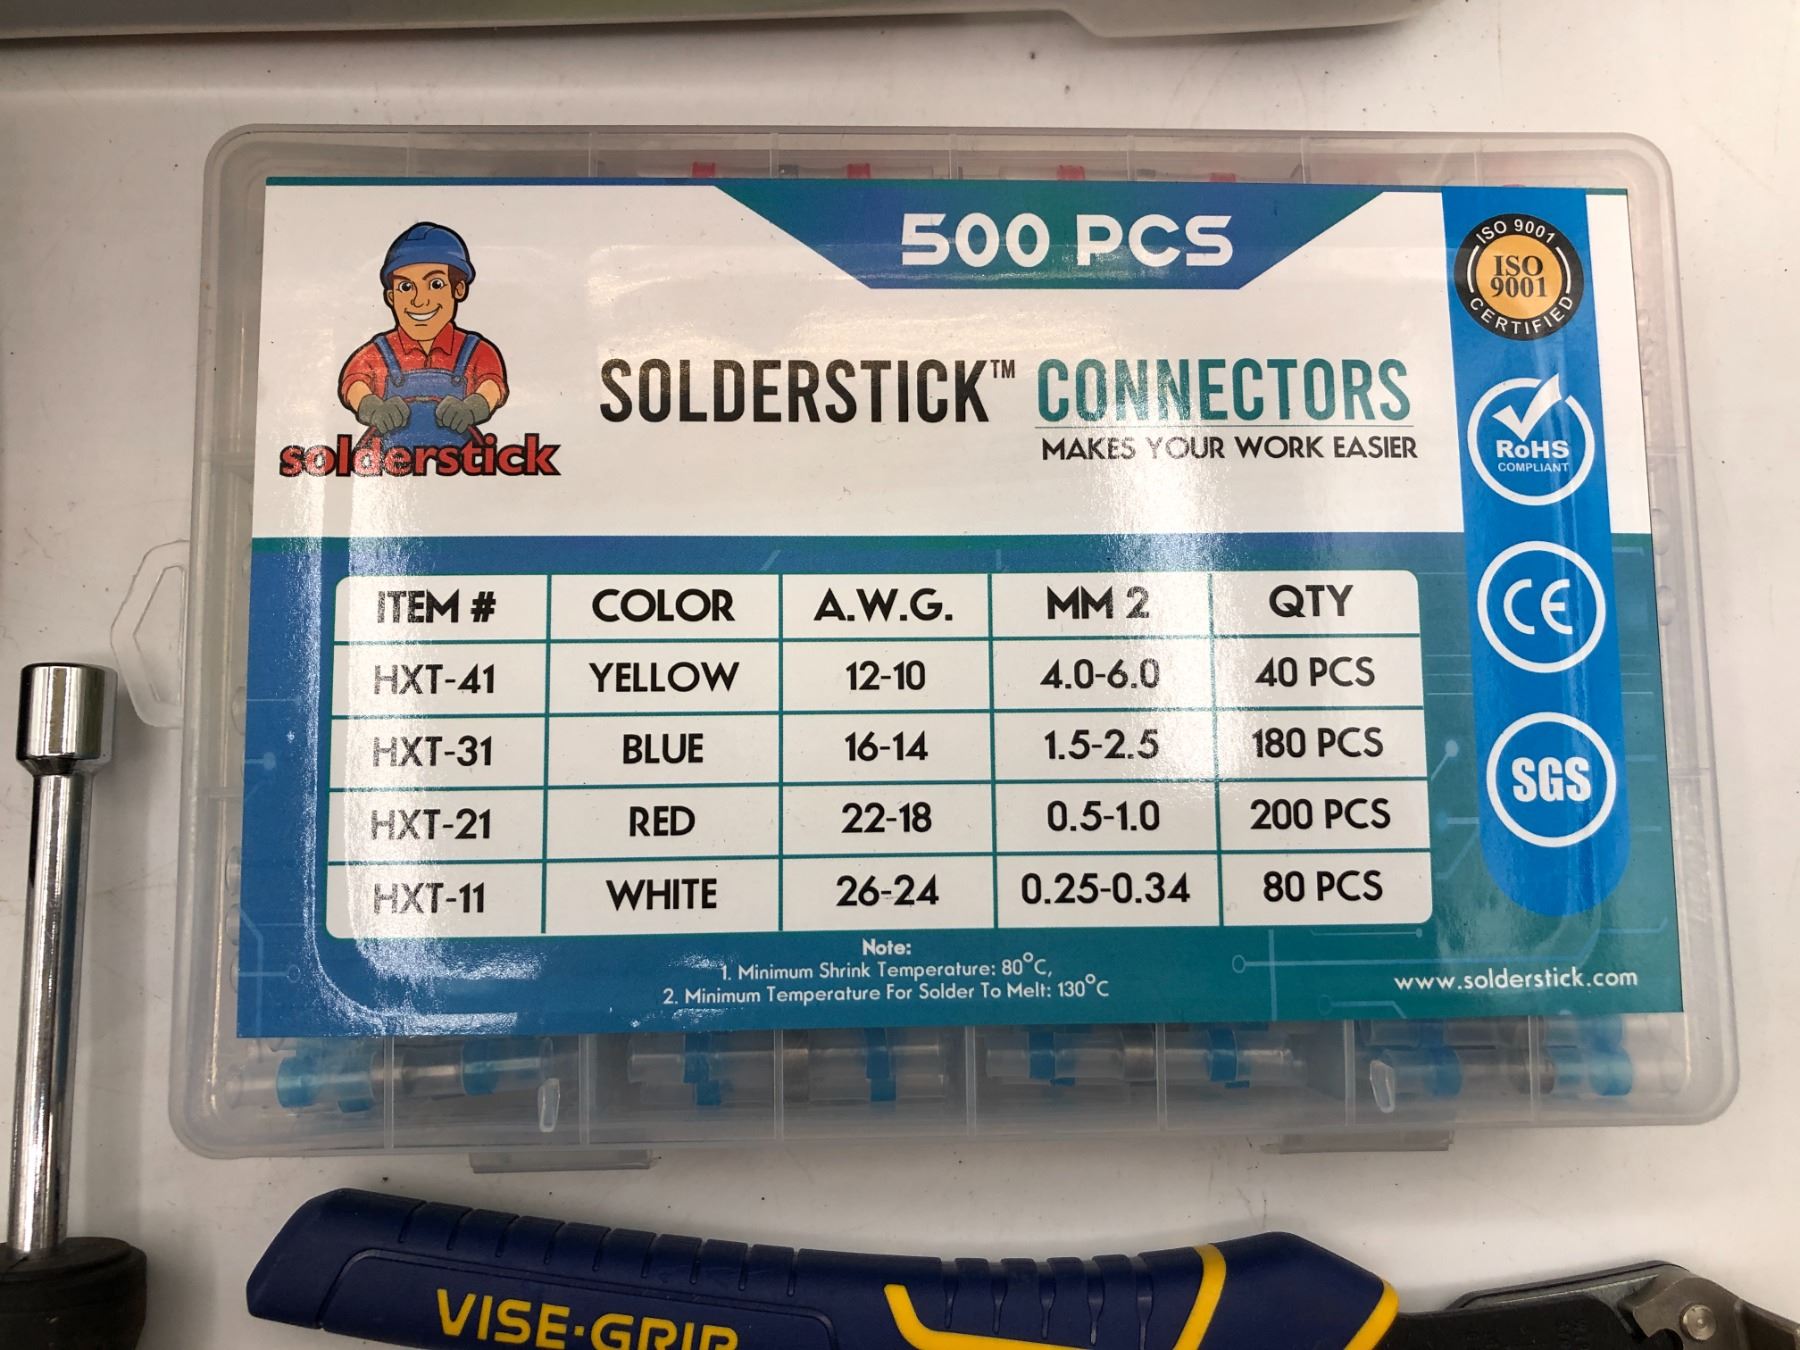 500 PCS
ISO 9001
ISO
9001
CERTIFIED
SOLDERSTICK™ CONNECTORS
MAKES YOUR WORK EASIER
solderstick
RoHS
COMPLIANT
CE
SGS
ITEM # COLOR A.W.G. MM 2 QTY
HXT-41 YELLOW 12-10 4.0-6.0 40 PCS
HXT-31 BLUE 16-14 1.5-2.5 180 PCS
HXT-21 RED 22-18 0.5-1.0 200 PCS
HXT-11 WHITE 26-24 0.25-0.34 80 PCS
Note:
1. Minimum Shrink Temperature: 80°C,
2. Minimum Temperature For Solder To Melt: 130°C
www.solderstick.com
VISE-GRIP